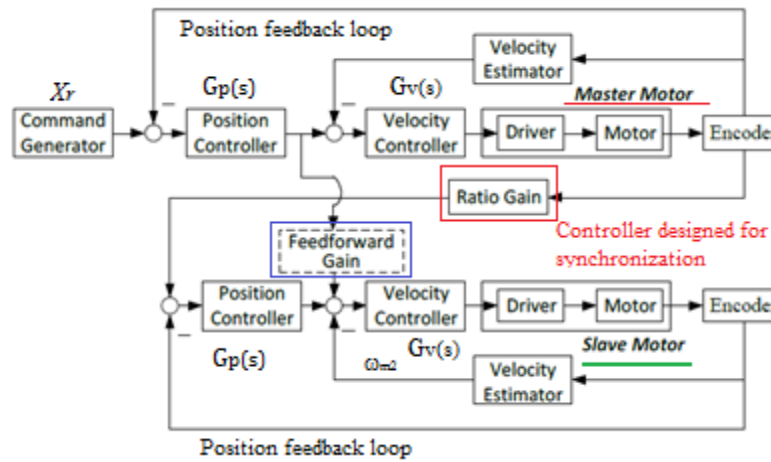 Position feedback loop
Velocity
Estimator
Xr
Gp(s)
Gv(s)
Master Motor
Command
Generator
Position
Controller
Velocity
Controller
Driver
Motor
Encoder
Ratio Gain
Controller designed for
synchronization
Feedforward
Gain
Position
Controller
Velocity
Controller
Driver
Motor
Encoder
Gp(s)
ωm2
Gv(s)
Slave Motor
Velocity
Estimator
Position feedback loop